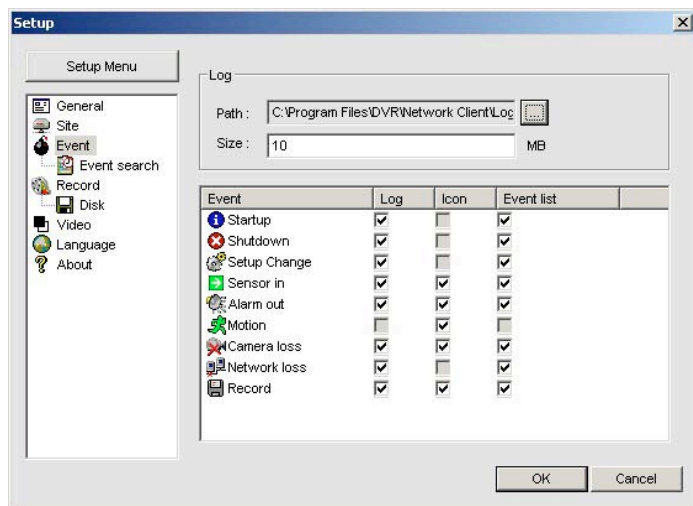 Setup
Setup Menu
General
Site
Event
Event search
Record
Disk
Video
Language
About
Log
Path : C:\Program Files\DVR\Network Client\Log ...
Size : 10 MB
Event Log Icon Event list
Startup
Shutdown
Setup Change
Sensor in
Alarm out
Motion
Camera loss
Network loss
Record
OK Cancel